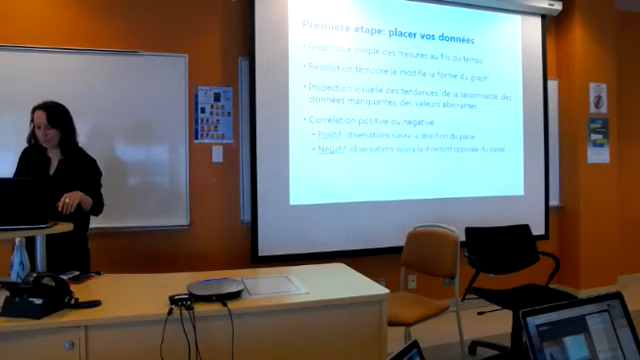 Première étape: placer vos données
• Graphique simple des mesures au fils du temps
• Résolution temporelle modifie la forme du graph
• Inspection visuelle des tendances, de la saisonnalité, des
données manquantes, des valeurs aberrantes
• Corrélation positive ou négative
• Positif: observations suivra la direction du passé
• Négatif: observations suivra la direction opposée du passé